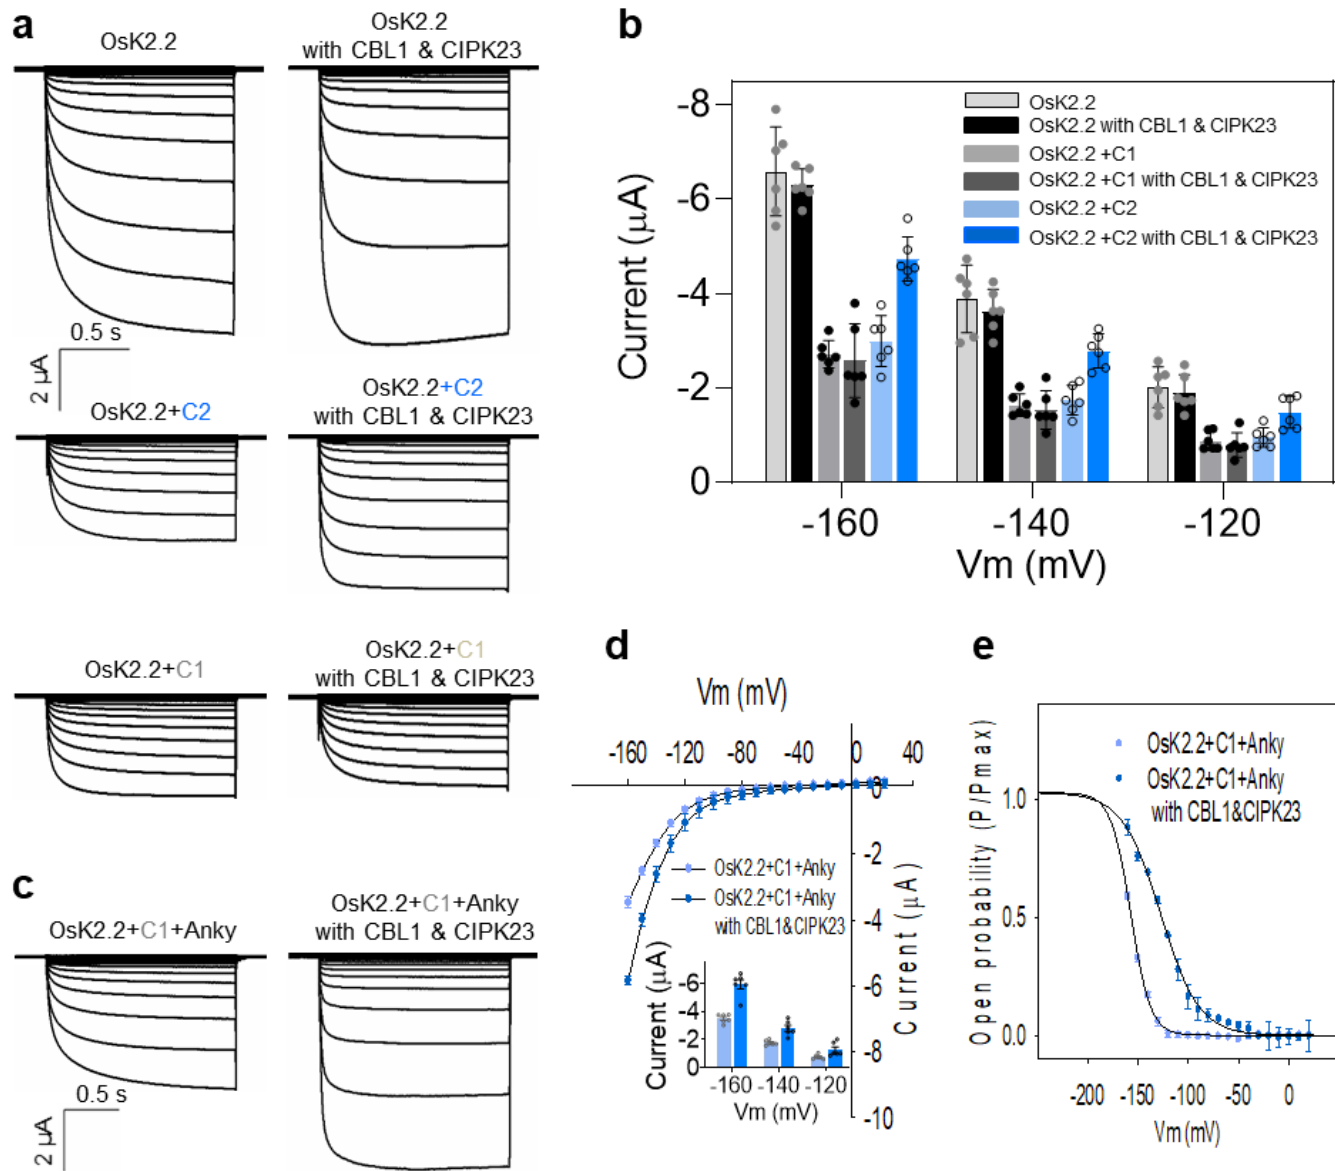 a
OsK2.2
OsK2.2
with CBL1 & CIPK23
0.5 s
2 μA
OsK2.2+C2
OsK2.2+C2
with CBL1 & CIPK23
OsK2.2+C1
OsK2.2+C1
with CBL1 & CIPK23
b
Current (μA)
-8
-6
-4
-2
0
OsK2.2
OsK2.2 with CBL1 & CIPK23
OsK2.2 +C1
OsK2.2 +C1 with CBL1 & CIPK23
OsK2.2 +C2
OsK2.2 +C2 with CBL1 & CIPK23
-160
-140
-120
Vm (mV)
c
OsK2.2+C1+Anky
OsK2.2+C1+Anky
with CBL1 & CIPK23
0.5 s
2 μA
d
Vm (mV)
-160
-120
-80
-40
0
40
0
-2
-4
-6
-8
-10
Current (μA)
OsK2.2+C1+Anky
OsK2.2+C1+Anky
with CBL1&CIPK23
Current (μA)
-6
-4
-2
0
-160
-140
-120
Vm (mV)
e
Open probability (P/Pmax)
1.0
0.5
0.0
OsK2.2+C1+Anky
OsK2.2+C1+Anky
with CBL1&CIPK23
-200
-150
-100
-50
0
Vm (mV)